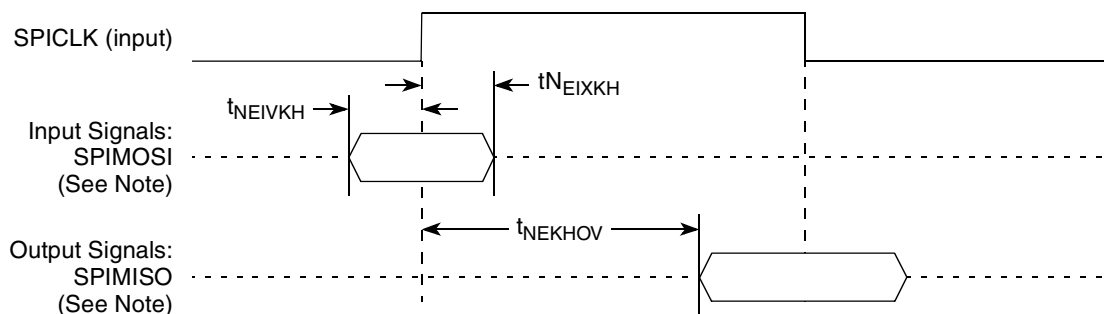 SPICLK (input)
tNEIXKH
tNEIVKH
Input Signals:
SPIMOSI
(See Note)
tNEKHOV
Output Signals:
SPIMISO
(See Note)